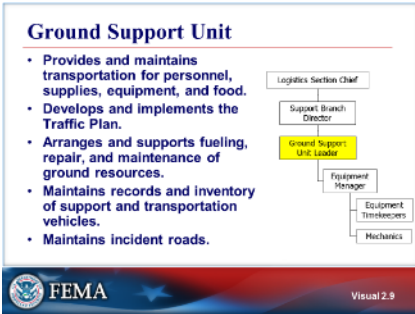 Ground Support Unit
• Provides and maintains
transportation for personnel,
supplies, equipment, and food.
• Develops and implements the
Traffic Plan.
• Arranges and supports fueling,
repair, and maintenance of
ground resources.
• Maintains records and inventory
of support and transportation
vehicles.
• Maintains incident roads.
Logistics Section Chief
Support Branch
Director
Ground Support
Unit Leader
Equipment
Manager
Equipment
Timekeepers
Mechanics
FEMA
Visual 2.9